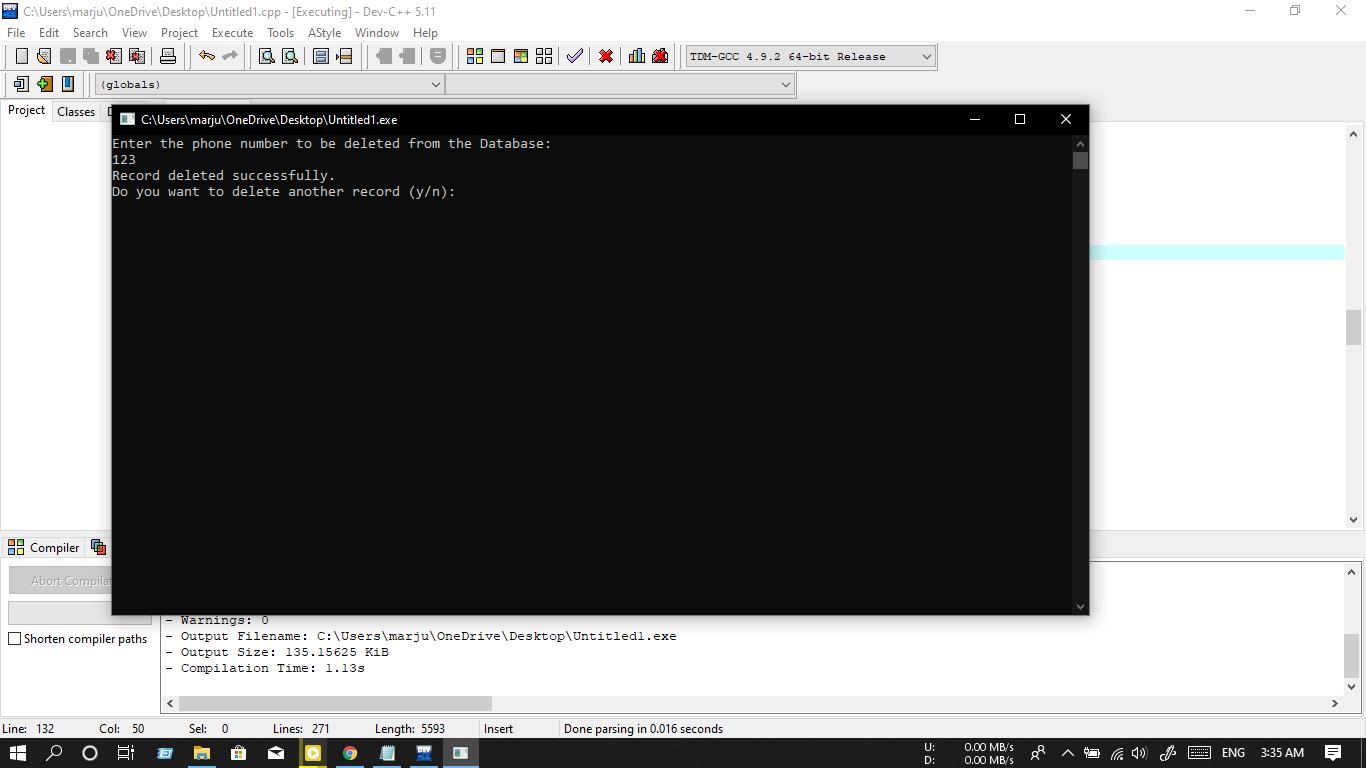 C:\Users\marju\OneDrive\Desktop\Untitled1.cpp - [Executing] - Dev-C++ 5.11
File Edit Search View Project Execute Tools AStyle Window Help
TDM-GCC 4.9.2 64-bit Release
(globals)
Project Classes
C:\Users\marju\OneDrive\Desktop\Untitled1.exe
Enter the phone number to be deleted from the Database:
123
Record deleted successfully.
Do you want to delete another record (y/n):
Compiler
Abort Compilat
Shorten compiler paths
- Warnings: 0
- Output Filename: C:\Users\marju\OneDrive\Desktop\Untitled1.exe
- Output Size: 135.15625 KiB
- Compilation Time: 1.13s
Line: 132 Col: 50 Sel: 0 Lines: 271 Length: 5593 Insert Done parsing in 0.016 seconds
U: 0.00 MB/s
D: 0.00 MB/s
ENG 3:35 AM